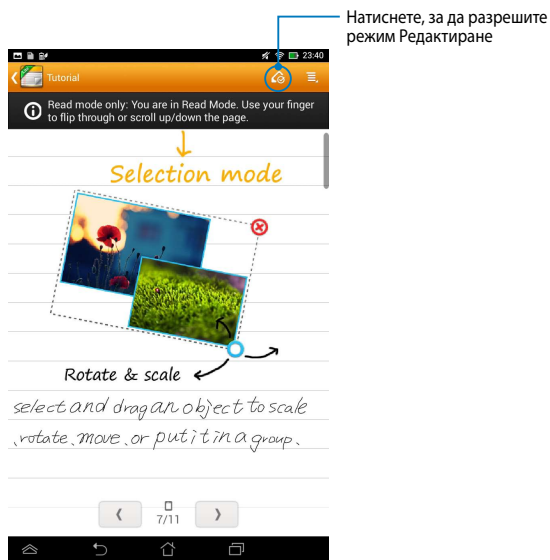 Натиснете, за да разрешите
режим Редактиране
23:40
Tutorial
Read mode only: You are in Read Mode. Use your finger
to flip through or scroll up/down the page.
Selection mode
Rotate & scale
select and drag an object to scale
、rotate、move、or put it in a group、
7/11